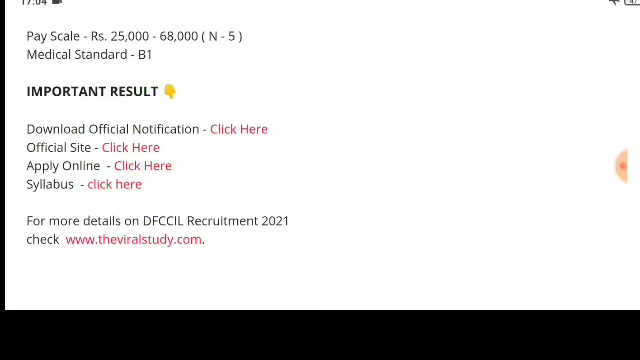 17:04
Pay Scale - Rs. 25,000 - 68,000 ( N - 5 )
Medical Standard - B1
IMPORTANT RESULT 👇
Download Official Notification - Click Here
Official Site - Click Here
Apply Online - Click Here
Syllabus - click here
For more details on DFCCIL Recruitment 2021
check www.theviralstudy.com.